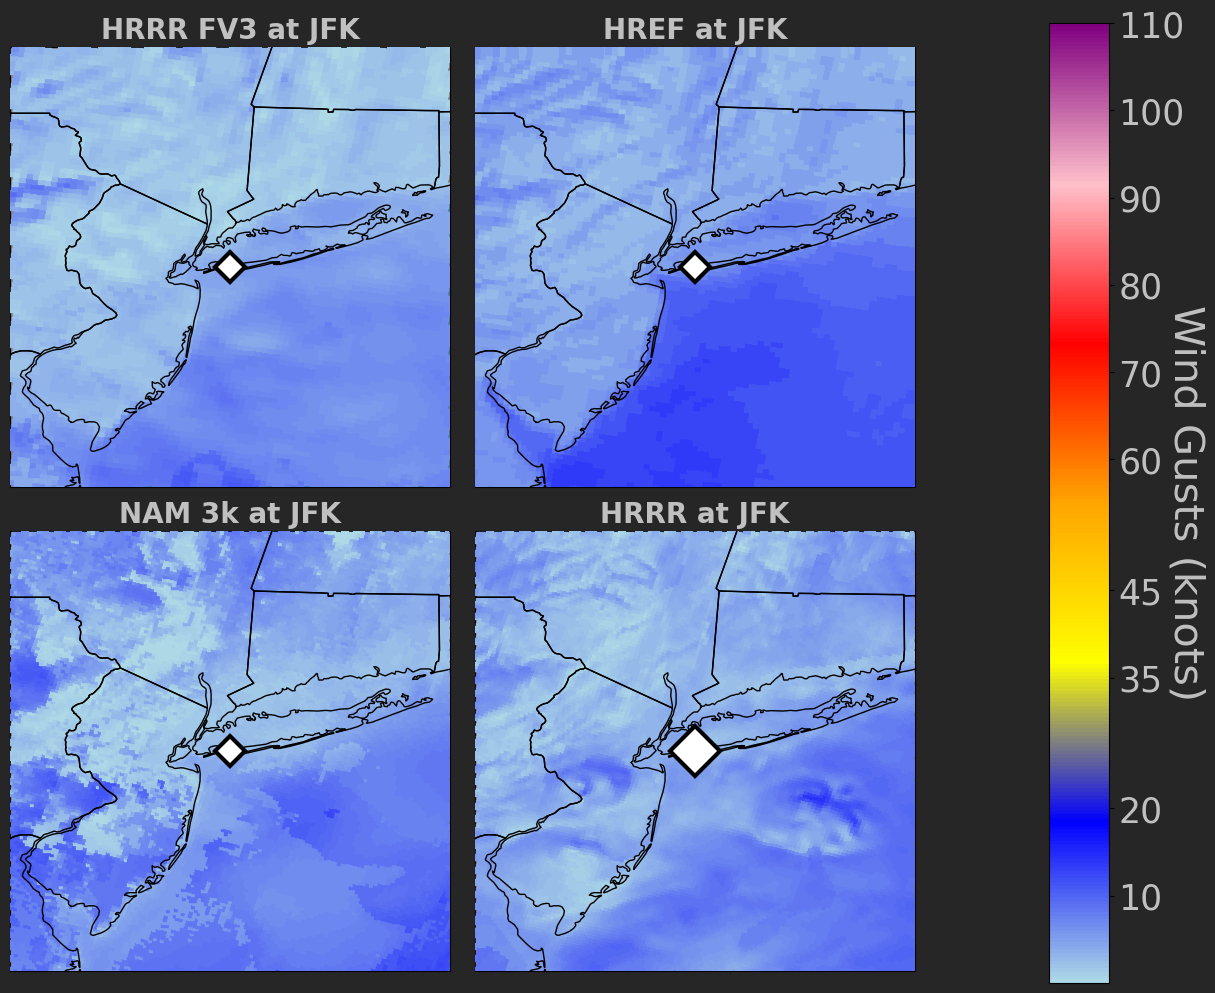 HRRR FV3 at JFK
HREF at JFK
NAM 3k at JFK
HRRR at JFK
110
100
90
80
70
60
45
35
20
10
Wind Gusts (knots)